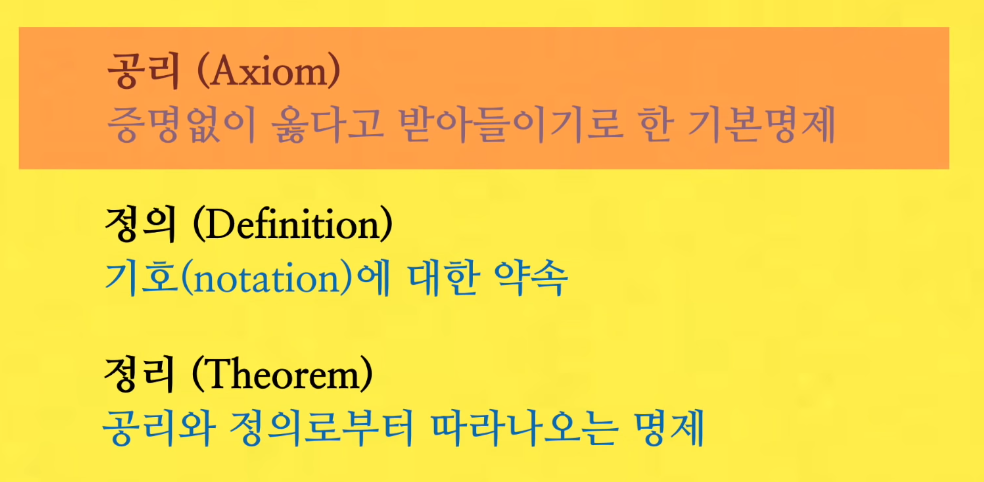 공리 (Axiom)
증명없이 옳다고 받아들이기로 한 기본명제
정의 (Definition)
기호(notation)에 대한 약속
정리 (Theorem)
공리와 정의로부터 따라나오는 명제